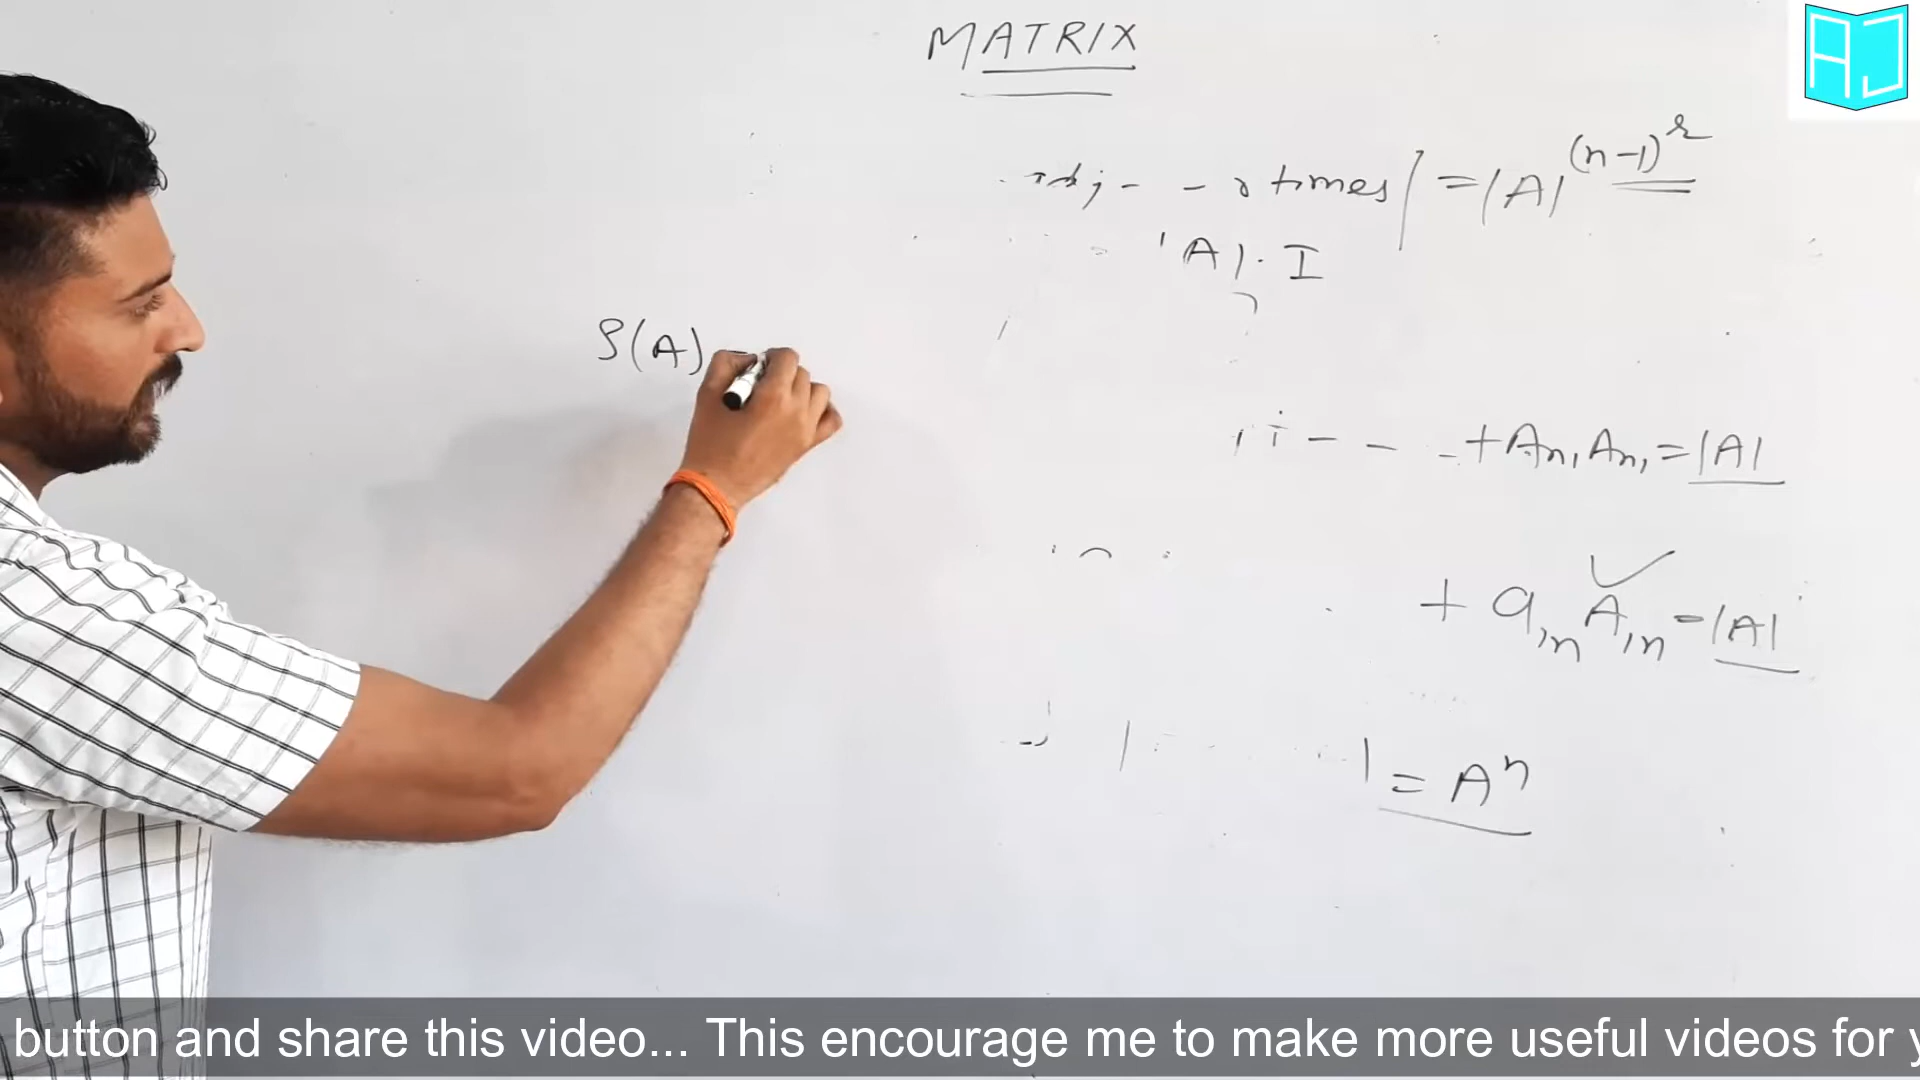 MATRIX
AJ
adj - - r times| = |A|^(n-1)^r
|A|. I
ρ(A) =
- - - + An1 An1 = |A|
+ a1n A1n = |A|
= A^n
button and share this video... This encourage me to make more useful videos for y